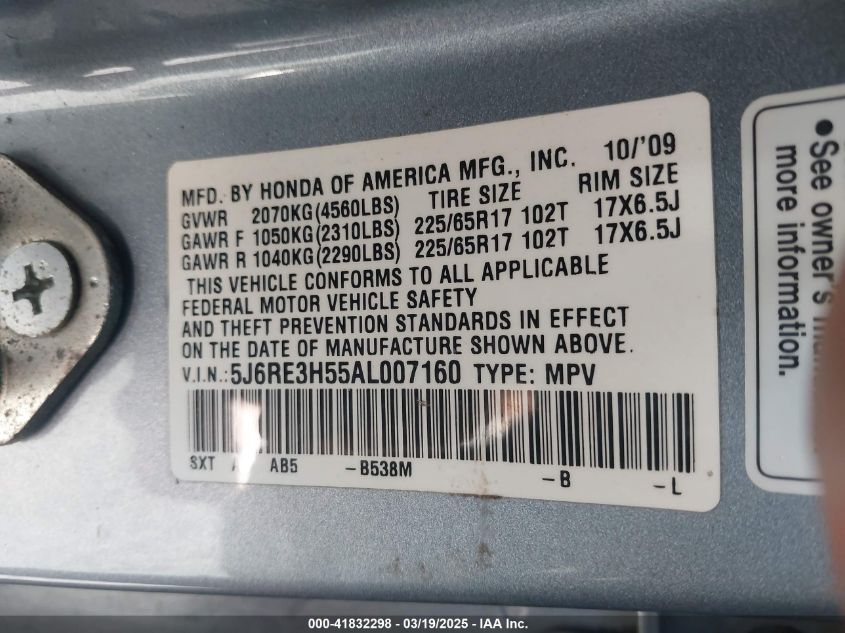 MFD. BY HONDA OF AMERICA MFG., INC. 10/'09
GVWR 2070KG(4560LBS) TIRE SIZE RIM SIZE
GAWR F 1050KG(2310LBS) 225/65R17 102T 17X6.5J
GAWR R 1040KG(2290LBS) 225/65R17 102T 17X6.5J
THIS VEHICLE CONFORMS TO ALL APPLICABLE
FEDERAL MOTOR VEHICLE SAFETY
AND THEFT PREVENTION STANDARDS IN EFFECT
ON THE DATE OF MANUFACTURE SHOWN ABOVE.
V.I.N.:5J6RE3H55AL007160 TYPE: MPV
SXT A AB5 -B538M -B -L
•See owner's
more information.
000-41832298 - 03/19/2025 - IAA Inc.